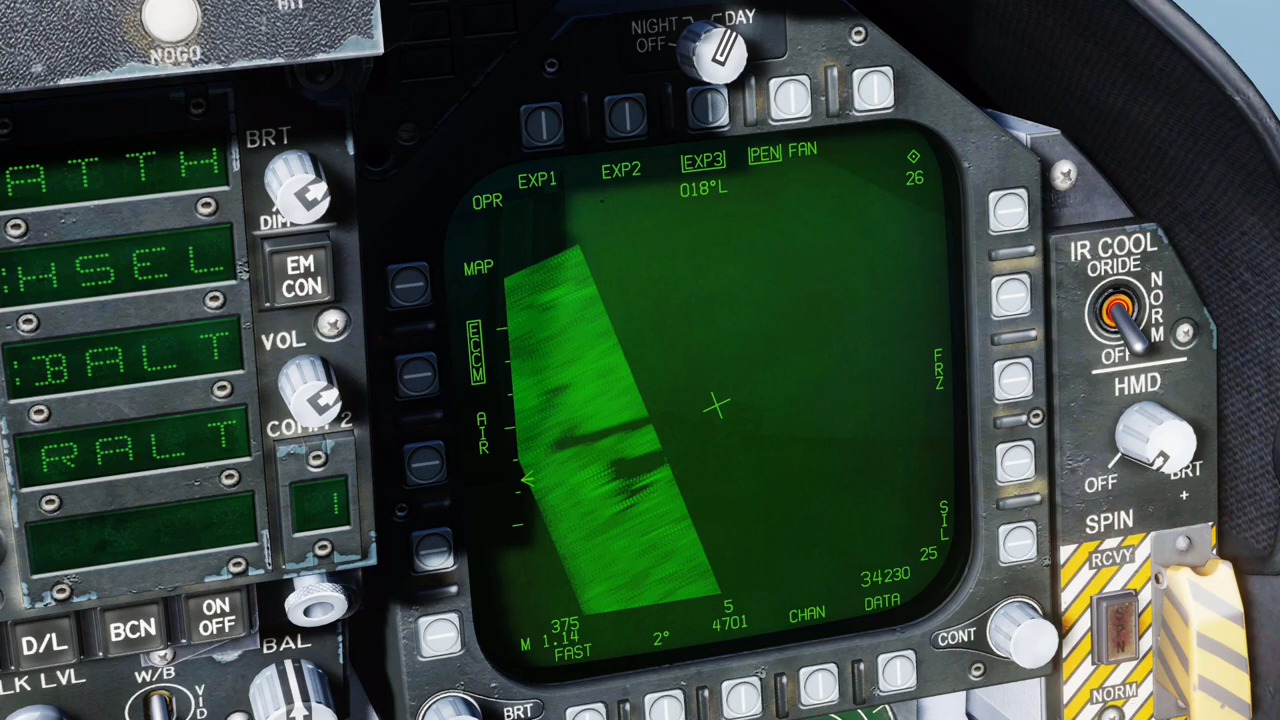 NOGO
BRT
DIM
EM
CON
VOL
COMM 2
ATTH
HSEL
:BALT
RALT
1
D/L
BCN
ON
OFF
BAL
W/B
LK LVL
NIGHT
DAY
OFF
OPR
EXP1
EXP2
EXP3
PEN FAN
018°L
26
MAP
ECCM
AIR
FRZ
SIL
25
34230
DATA
CHAN
5
4701
2°
375
M 1.14
FAST
BRT
CONT
IR COOL
ORIDE
NORM
OFF
HMD
OFF
BRT
+
SPIN
RCVY
NORM